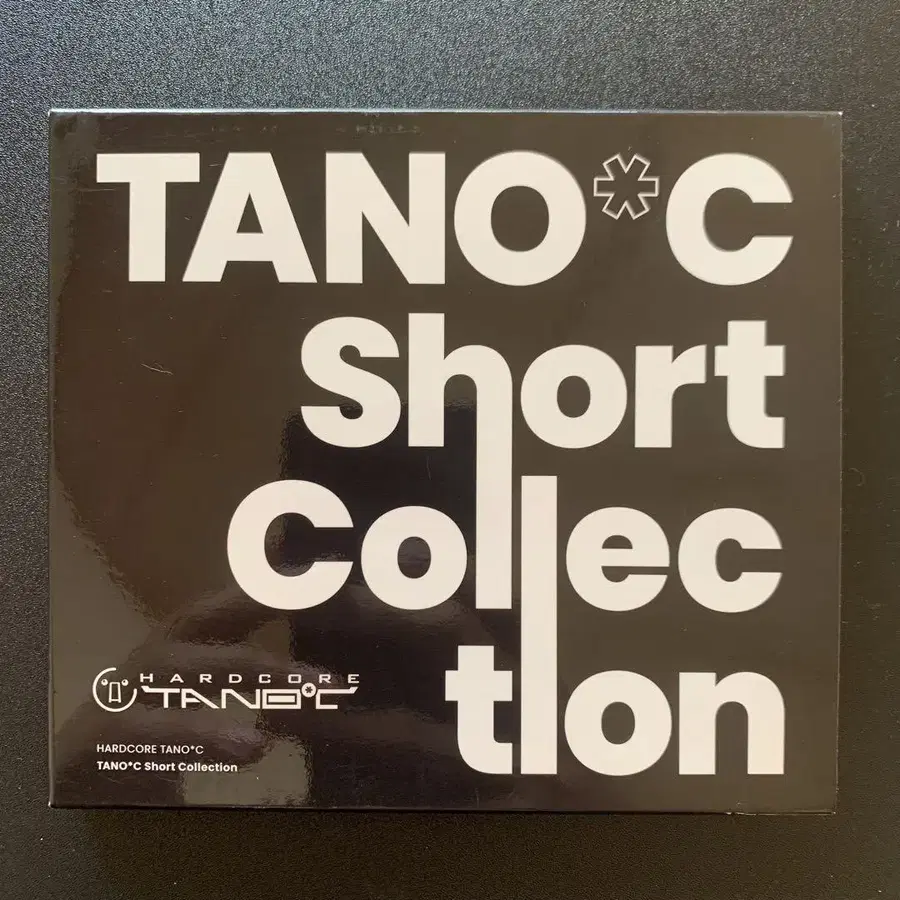 TANO*C
Short
Collec
tion
HARDCORE
TANO*C
HARDCORE TANO*C
TANO*C Short Collection